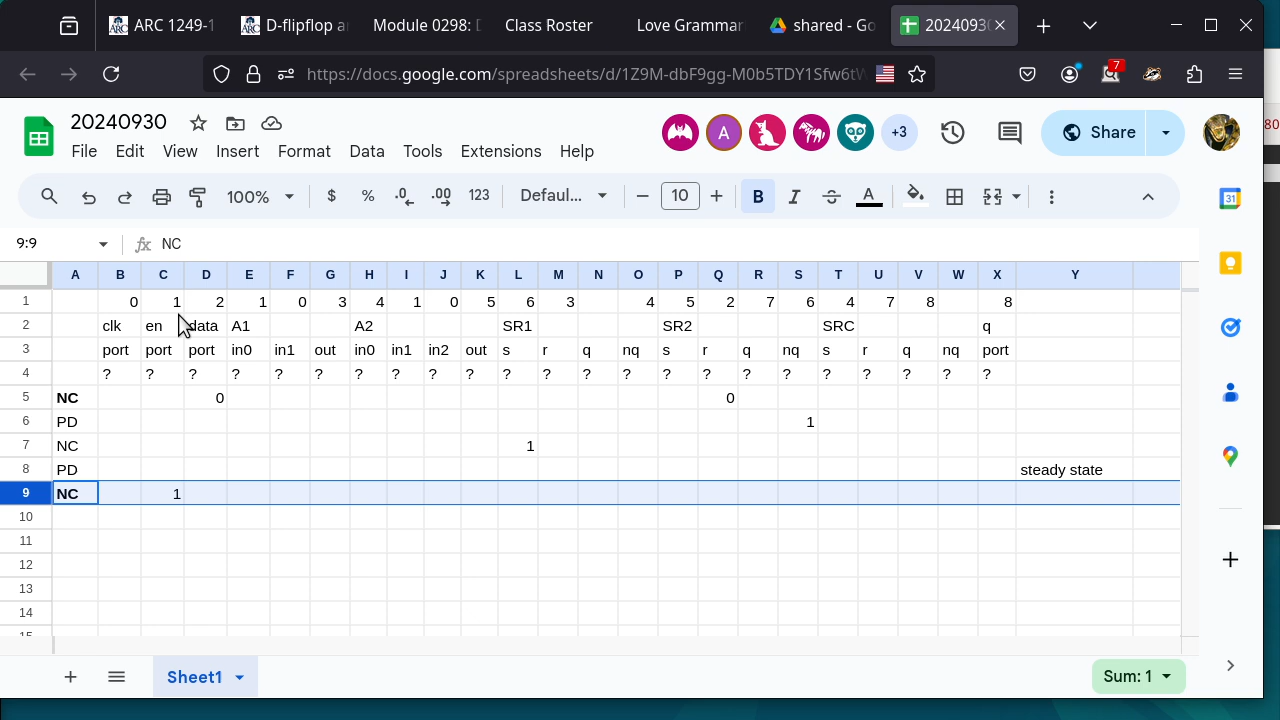 ARC 1249-1
D-flipflop ar
Module 0298: D
Class Roster
Love Grammar
shared - Go
20240930
https://docs.google.com/spreadsheets/d/1Z9M-dbF9gg-M0b5TDY1Sfw6tW
7
20240930
A
+3
Share
File Edit View Insert Format Data Tools Extensions Help
100% $ % .0 .00 123 Defaul... 10 B I A
31
9:9 fx NC
A B C D E F G H I J K L M N O P Q R S T U V W X Y
1 0 1 2 1 0 3 4 1 0 5 6 3 4 5 2 7 6 4 7 8 8
2 clk en data A1 A2 SR1 SR2 SRC q
3 port port port in0 in1 out in0 in1 in2 out s r q nq s r q nq s r q nq port
4 ? ? ? ? ? ? ? ? ? ? ? ? ? ? ? ? ? ? ? ? ? ? ?
5 NC 0 0
6 PD 1
7 NC 1
8 PD steady state
9 NC 1
10
11
12
13
14
15
Sheet1
Sum: 1